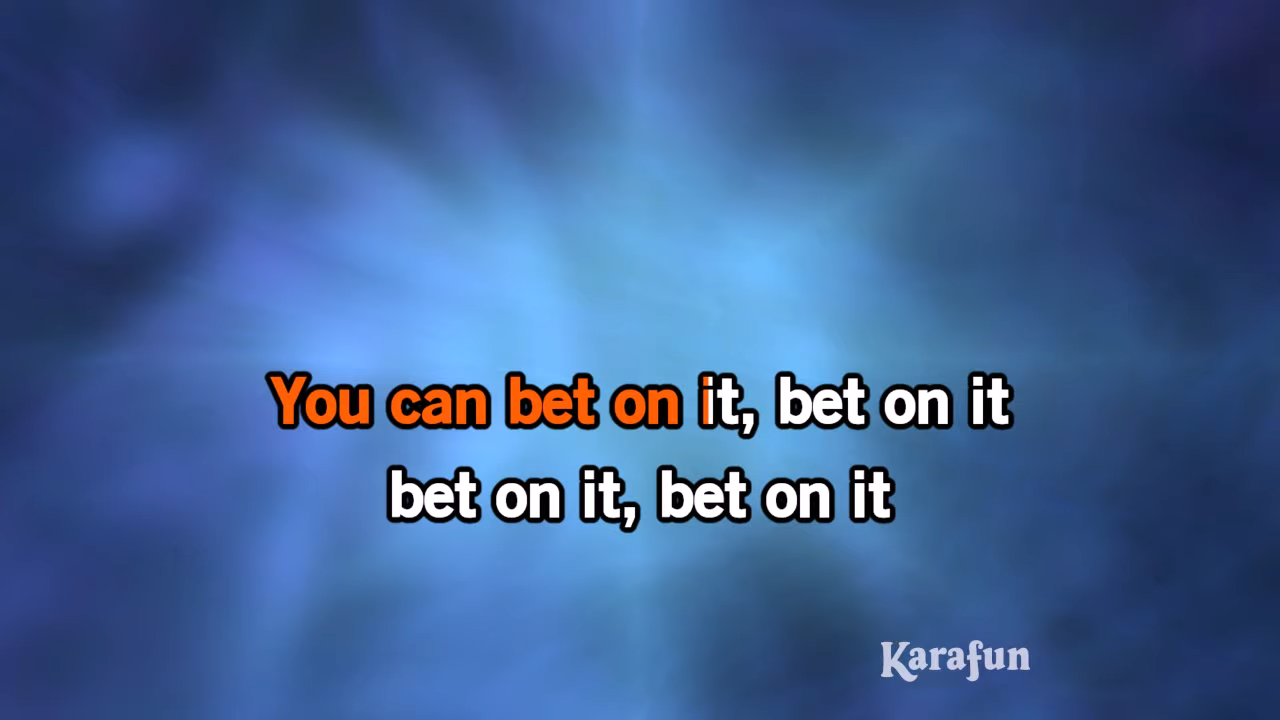 You can bet on it, bet on it
bet on it, bet on it
Karafun